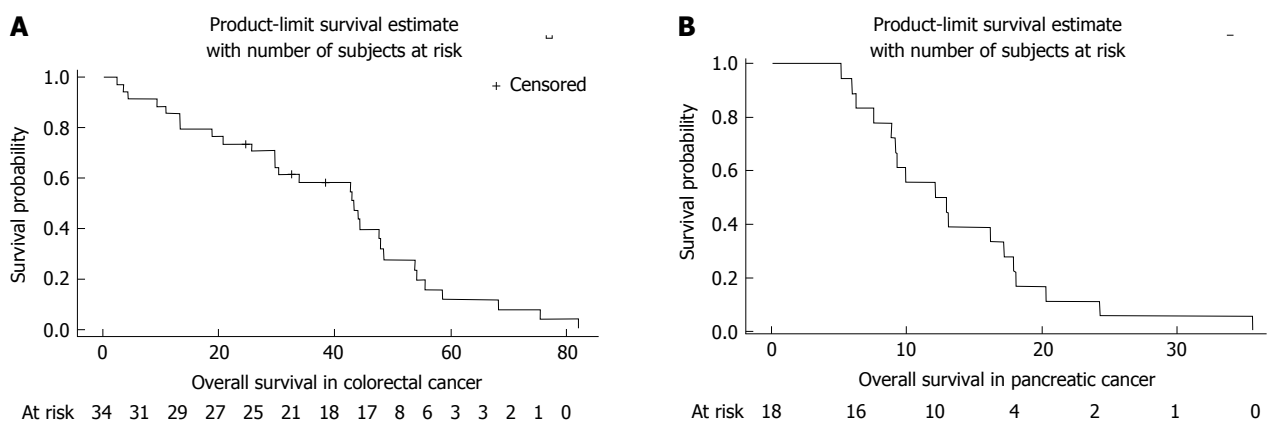 A
Product-limit survival estimate
with number of subjects at risk
+ Censored
1.0
0.8
0.6
0.4
0.2
0.0
Survival probability
0 20 40 60 80
Overall survival in colorectal cancer
At risk 34 31 29 27 25 21 18 17 8 6 3 3 2 1 0
B
Product-limit survival estimate
with number of subjects at risk
1.0
0.8
0.6
0.4
0.2
0.0
Survival probability
0 10 20 30
Overall survival in pancreatic cancer
At risk 18 16 10 4 2 1 0